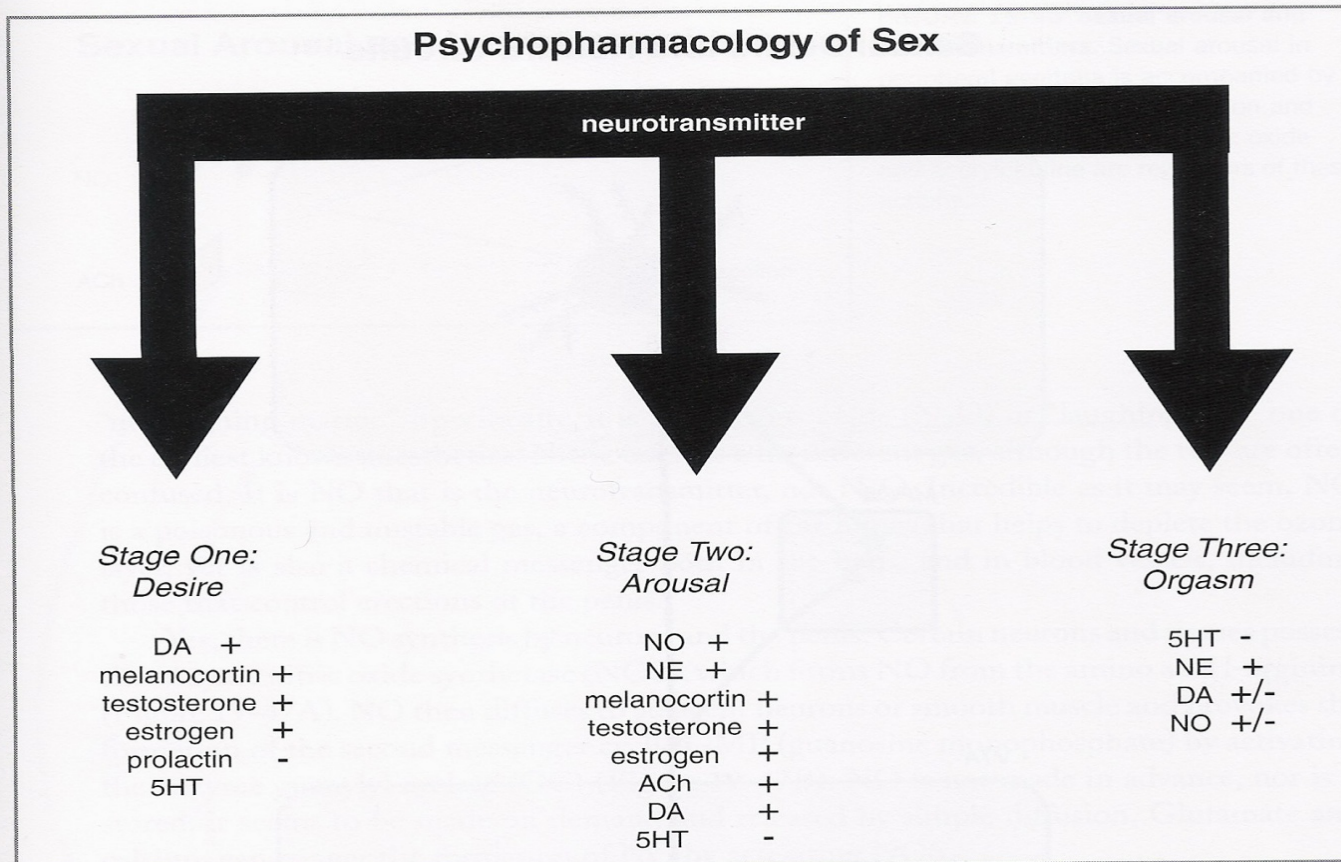 Psychopharmacology of Sex
neurotransmitter
Stage One:
Desire
DA +
melanocortin +
testosterone +
estrogen +
prolactin -
5HT
Stage Two:
Arousal
NO +
NE +
melanocortin +
testosterone +
estrogen +
ACh +
DA +
5HT -
Stage Three:
Orgasm
5HT -
NE +
DA +/-
NO +/-